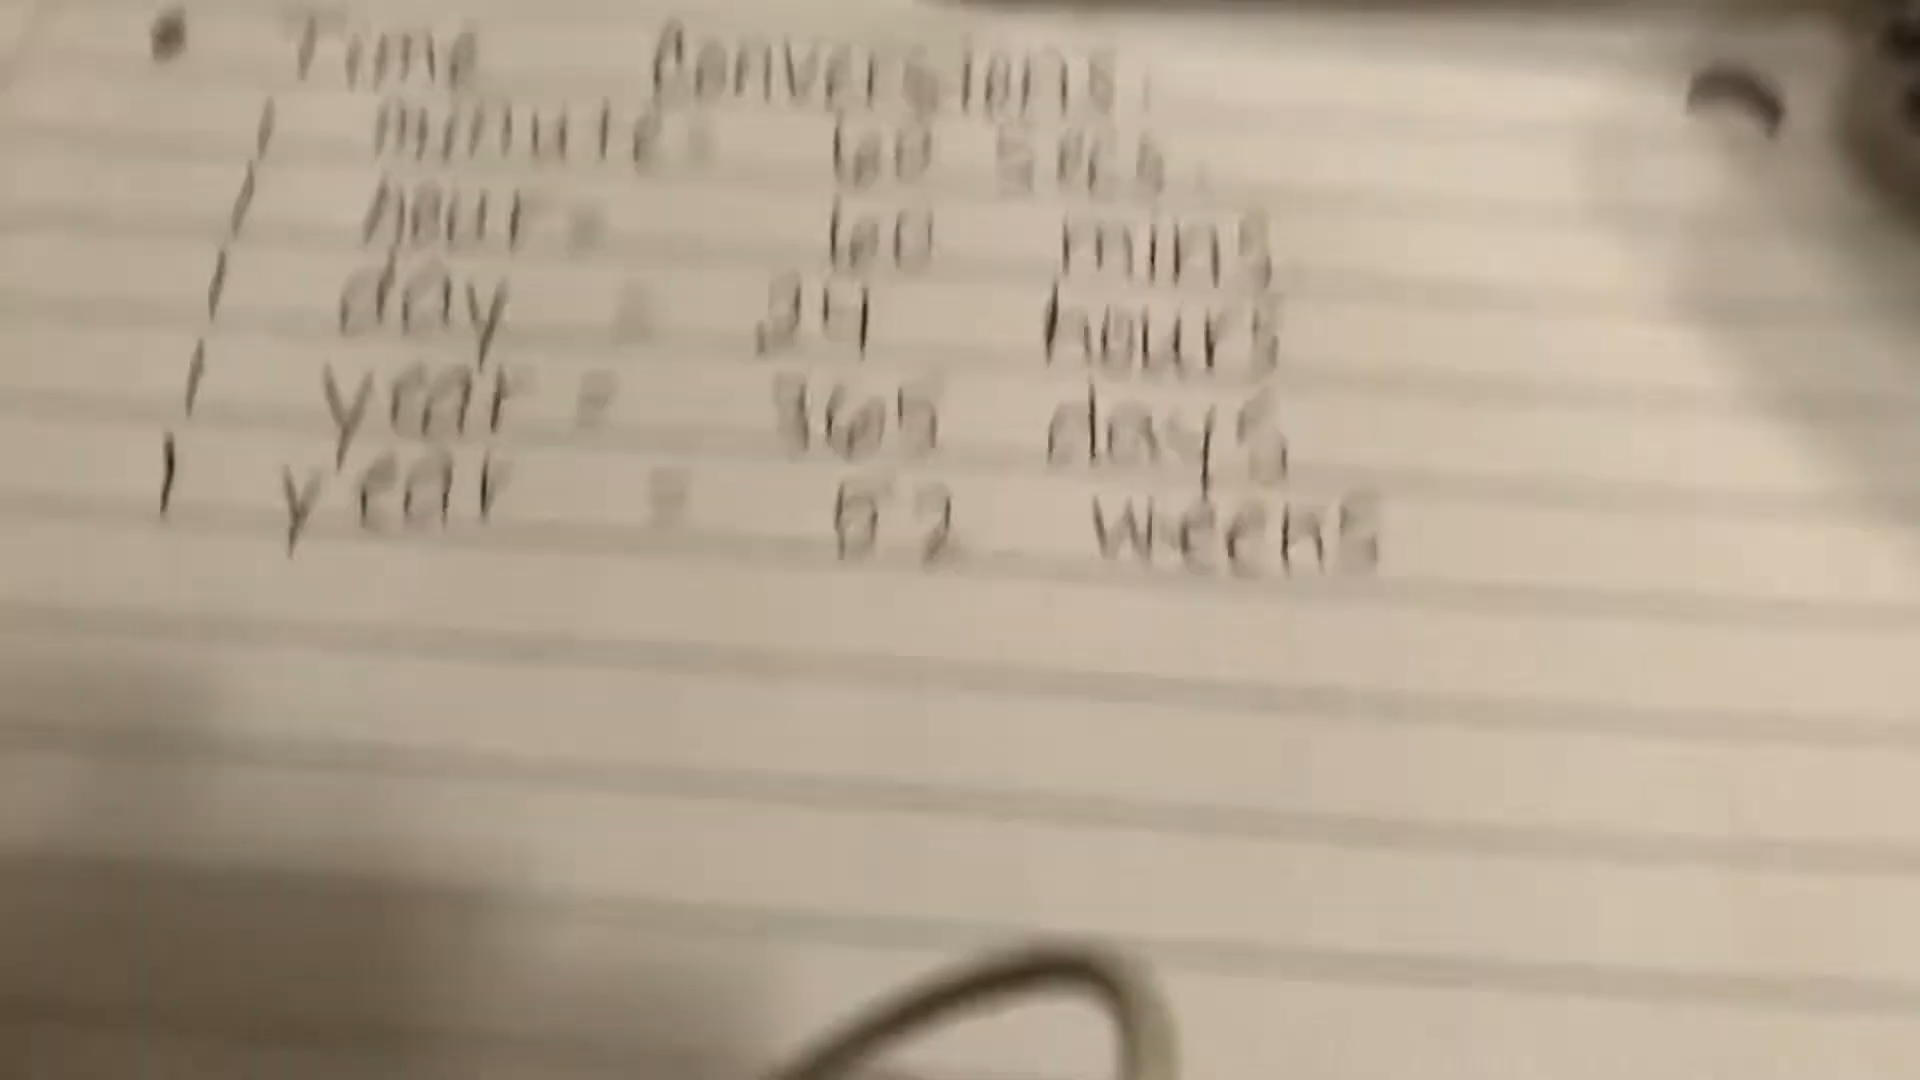 • Time Conversions:
1 minute = 60 secs.
1 hour = 60 mins
1 day = 24 hours
1 year = 365 days
1 year = 52 weeks